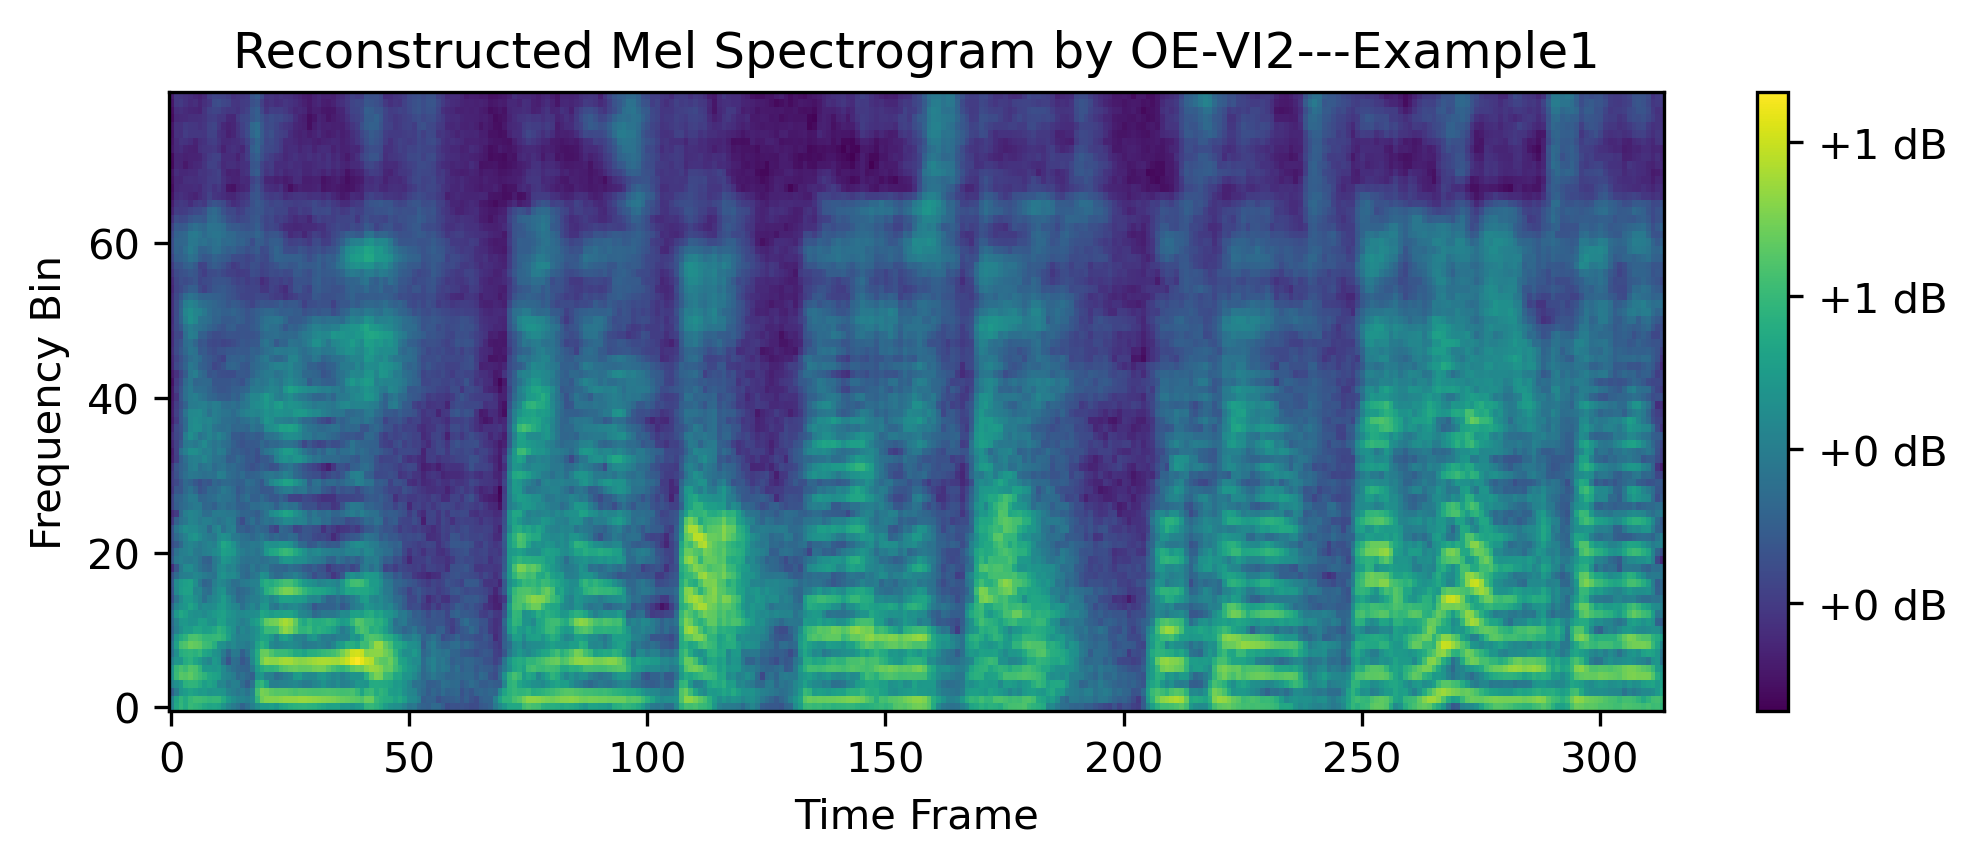 Reconstructed Mel Spectrogram by OE-VI2---Example1
Frequency Bin
60
40
20
0
0 50 100 150 200 250 300
Time Frame
+1 dB
+1 dB
+0 dB
+0 dB